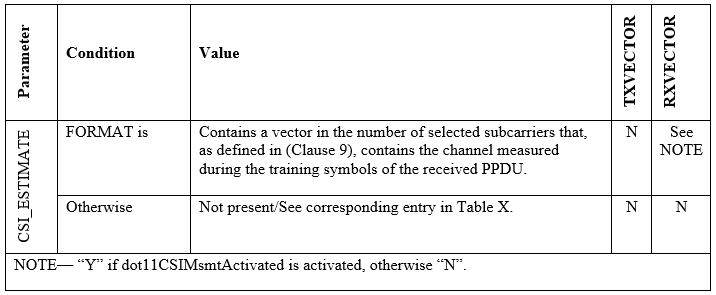 Parameter
Condition
Value
TXVECTOR
RXVECTOR
CSI_ESTIMATE
FORMAT is
Contains a vector in the number of selected subcarriers that,
as defined in (Clause 9), contains the channel measured
during the training symbols of the received PPDU.
N
See
NOTE
Otherwise
Not present/See corresponding entry in Table X.
N
N
NOTE— “Y” if dot11CSIMsmtActivated is activated, otherwise “N”.